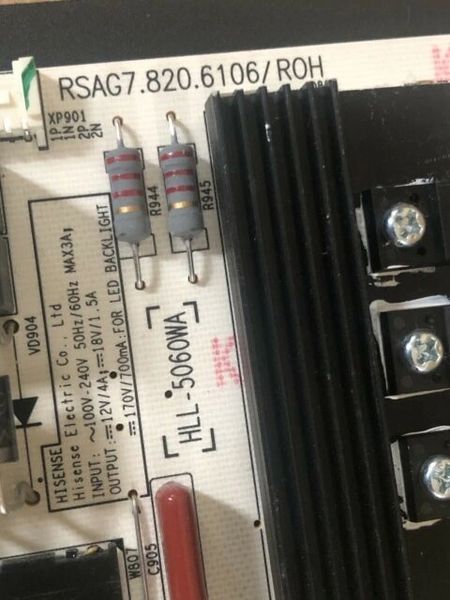 RSAG7.820.6106/ROH
XP901
1P
1N
2P
2N
R944
R945
VD904
HISENSE
Hisense Electric Co., Ltd
INPUT: ～100V-240V 50Hz/60Hz MAX3A;
OUTPUT:⎓12V/4A;⎓18V/1.5A
⎓170V/700mA:FOR LED BACKLIGHT
HLL-5060WA
W807
C905